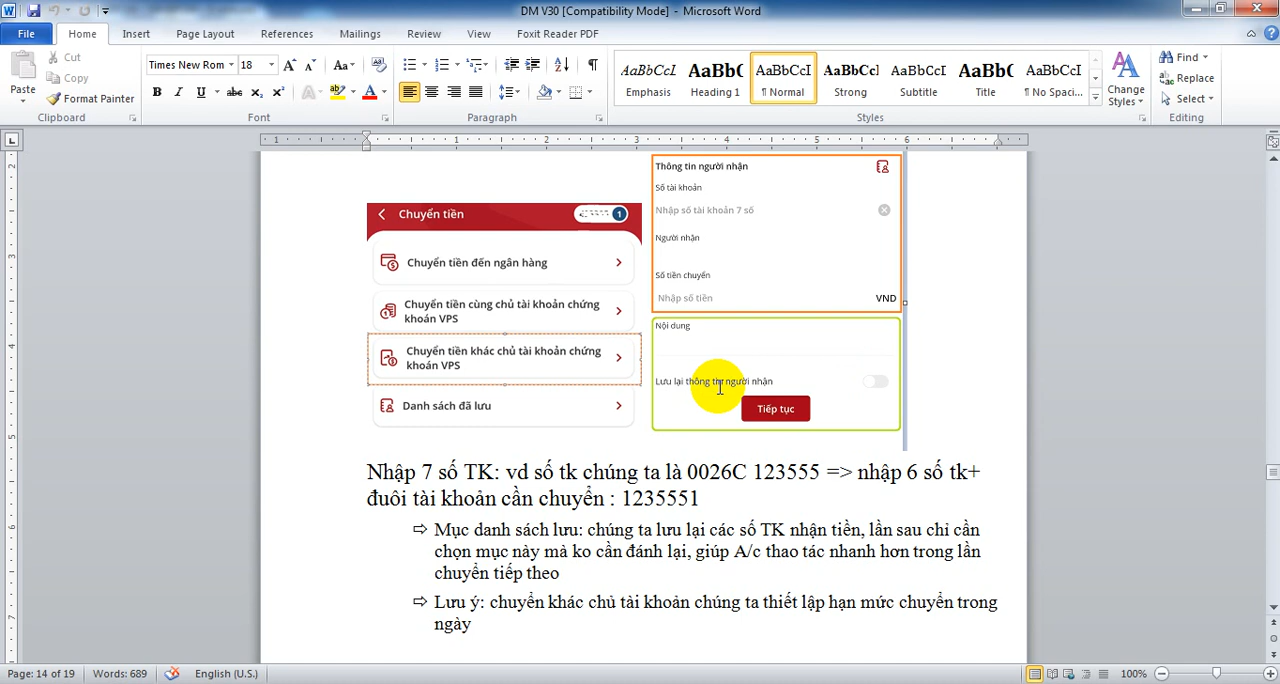 DM V30 [Compatibility Mode] - Microsoft Word
File Home Insert Page Layout References Mailings Review View Foxit Reader PDF
Paste
Cut
Copy
Format Painter
Clipboard
Times New Rom 18
Font
Paragraph
AaBbCcI AaBb( AaBbCcI AaBbCc] AaBbCcI AaBb( AaBbCcI
Emphasis Heading 1 ¶ Normal Strong Subtitle Title ¶ No Spaci...
Change Styles
Styles
Find
Replace
Select
Editing
Chuyển tiền
1
Chuyển tiền đến ngân hàng
Chuyển tiền cùng chủ tài khoản chứng
khoán VPS
Chuyển tiền khác chủ tài khoản chứng
khoán VPS
Danh sách đã lưu
Thông tin người nhận
Số tài khoản
Nhập số tài khoản 7 số
Người nhận
Số tiền chuyển
Nhập số tiền VND
Nội dung
Lưu lại thông tin người nhận
Tiếp tục
Nhập 7 số TK: vd số tk chúng ta là 0026C 123555 => nhập 6 số tk+
đuôi tài khoản cần chuyển : 1235551
⇨ Mục danh sách lưu: chúng ta lưu lại các số TK nhận tiền, lần sau chỉ cần
chọn mục này mà ko cần đánh lại, giúp A/c thao tác nhanh hơn trong lần
chuyển tiếp theo
⇨ Lưu ý: chuyển khác chủ tài khoản chúng ta thiết lập hạn mức chuyển trong
ngày
Page: 14 of 19 Words: 689 English (U.S.) 100%